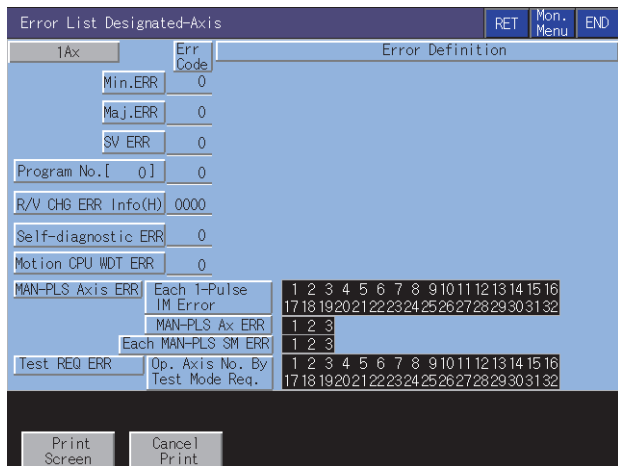 Error List Designated-Axis RET Mon. Menu END
1Ax Err Code Error Definition
Min.ERR 0
Maj.ERR 0
SV ERR 0
Program No.[ 0] 0
R/V CHG ERR Info(H) 0000
Self-diagnostic ERR 0
Motion CPU WDT ERR 0
MAN-PLS Axis ERR Each 1-Pulse 1 2 3 4 5 6 7 8 9 10 11 12 13 14 15 16
IM Error 17 18 19 20 21 22 23 24 25 26 27 28 29 30 31 32
MAN-PLS Ax ERR 1 2 3
Each MAN-PLS SM ERR 1 2 3
Test REQ ERR Op. Axis No. By 1 2 3 4 5 6 7 8 9 10 11 12 13 14 15 16
Test Mode Req. 17 18 19 20 21 22 23 24 25 26 27 28 29 30 31 32
Print Cancel
Screen Print